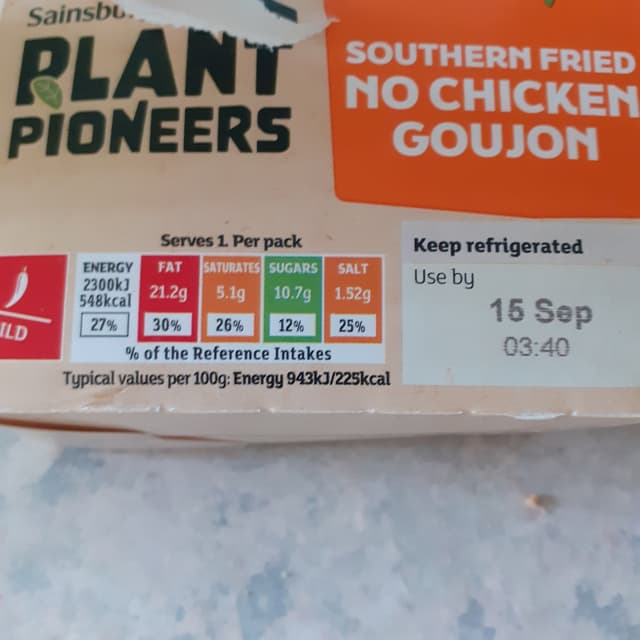 Sainsbu
PLANT
PIONEERS
SOUTHERN FRIED
NO CHICKEN
GOUJON
Serves 1. Per pack
ILD
ENERGY
2300kJ
548kcal
27%
FAT
21.2g
30%
SATURATES
5.1g
26%
SUGARS
10.7g
12%
SALT
1.52g
25%
% of the Reference Intakes
Typical values per 100g: Energy 943kJ/225kcal
Keep refrigerated
Use by
15 Sep
03:40